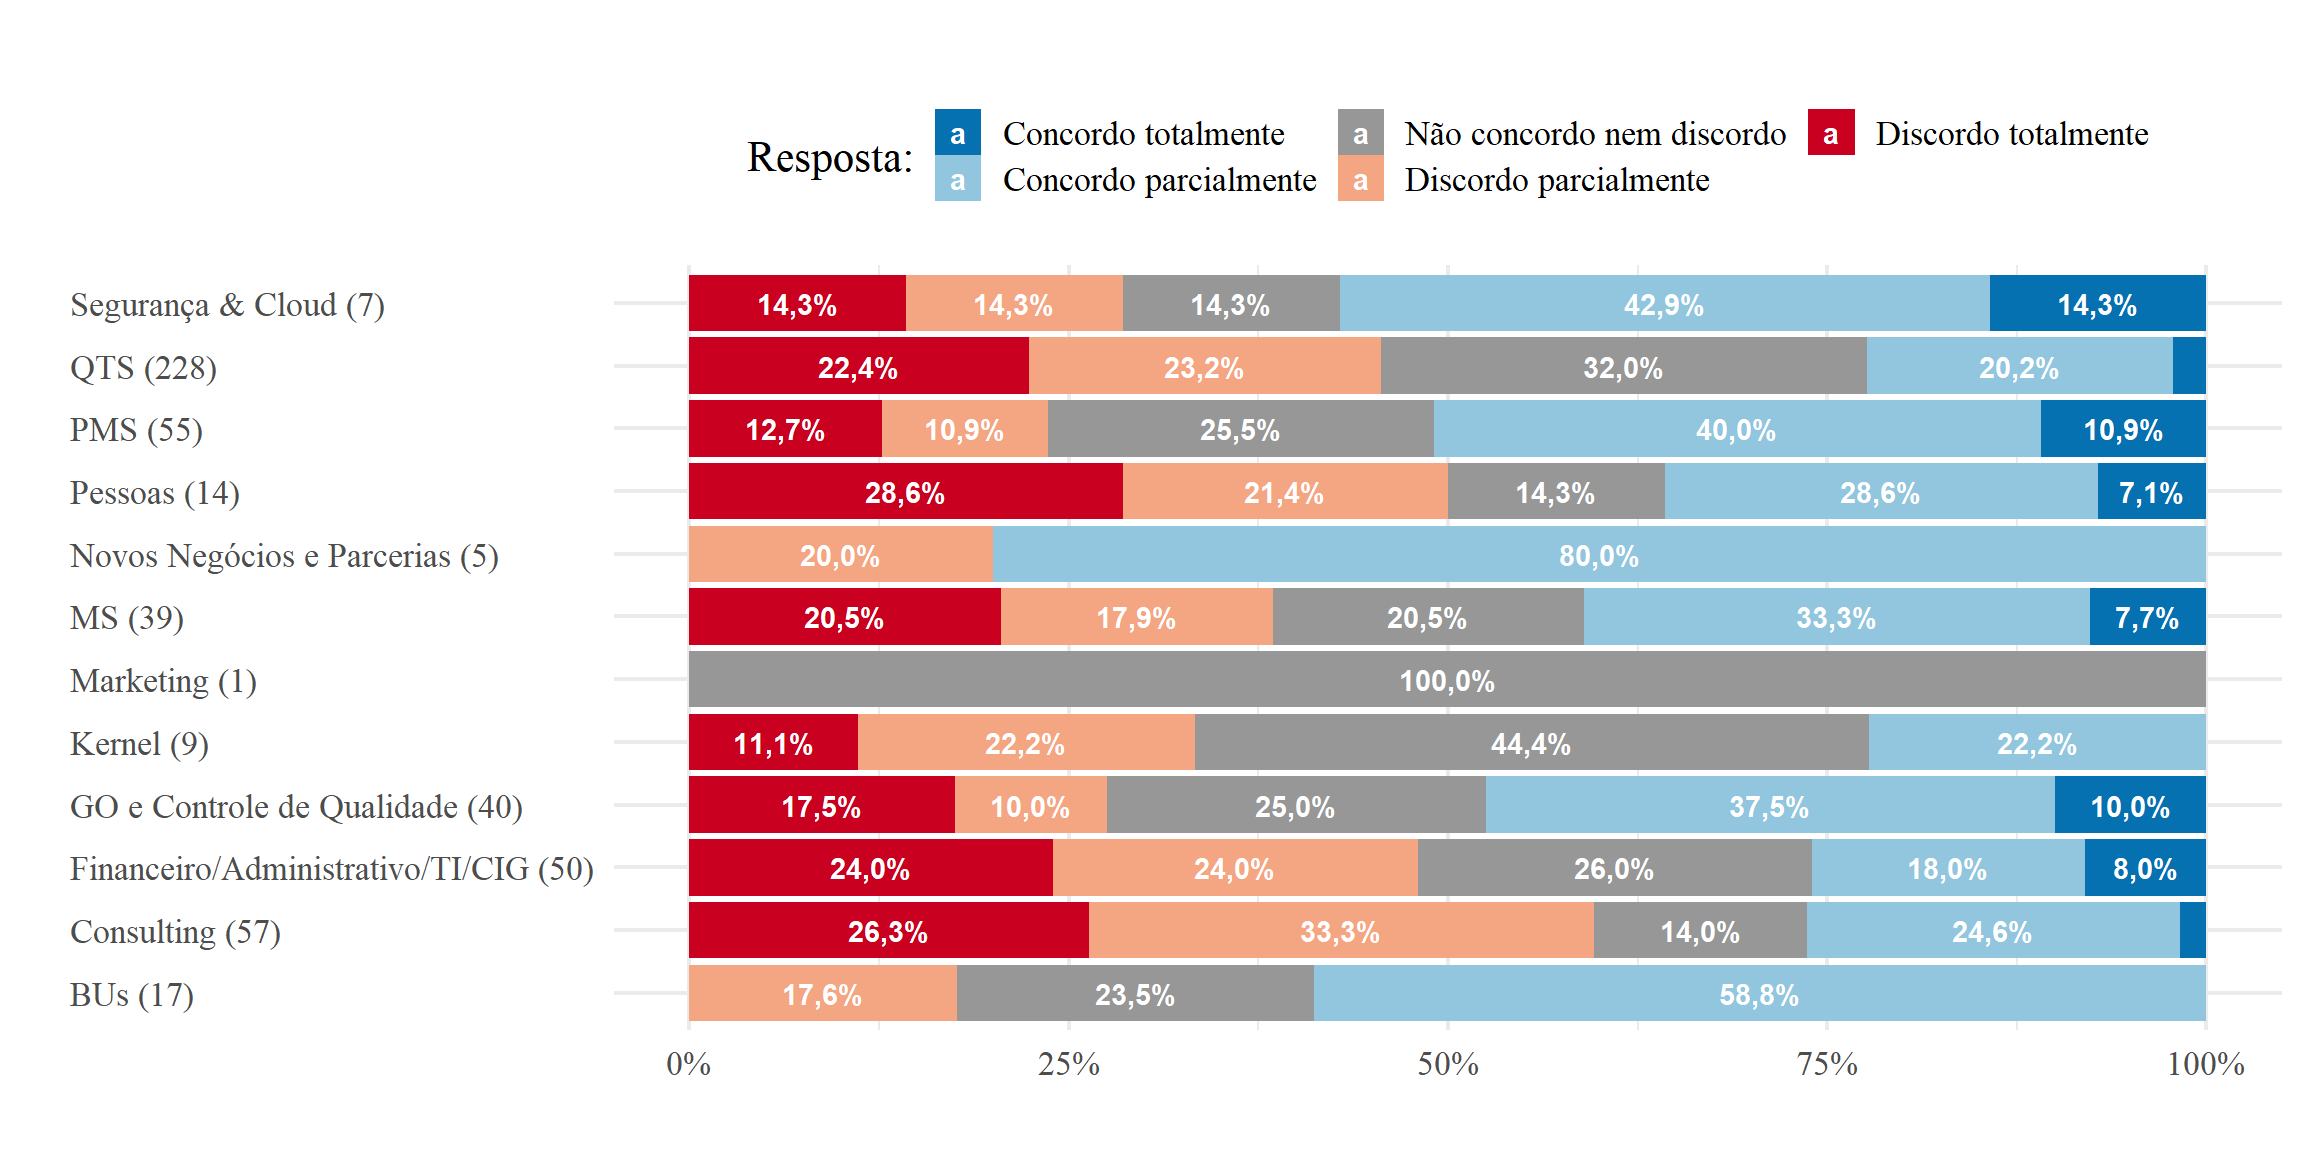 Resposta:
a Concordo totalmente a Não concordo nem discordo a Discordo totalmente
a Concordo parcialmente a Discordo parcialmente
Segurança & Cloud (7) 14,3% 14,3% 14,3% 42,9% 14,3%
QTS (228) 22,4% 23,2% 32,0% 20,2%
PMS (55) 12,7% 10,9% 25,5% 40,0% 10,9%
Pessoas (14) 28,6% 21,4% 14,3% 28,6% 7,1%
Novos Negócios e Parcerias (5) 20,0% 80,0%
MS (39) 20,5% 17,9% 20,5% 33,3% 7,7%
Marketing (1) 100,0%
Kernel (9) 11,1% 22,2% 44,4% 22,2%
GO e Controle de Qualidade (40) 17,5% 10,0% 25,0% 37,5% 10,0%
Financeiro/Administrativo/TI/CIG (50) 24,0% 24,0% 26,0% 18,0% 8,0%
Consulting (57) 26,3% 33,3% 14,0% 24,6%
BUs (17) 17,6% 23,5% 58,8%
0% 25% 50% 75% 100%